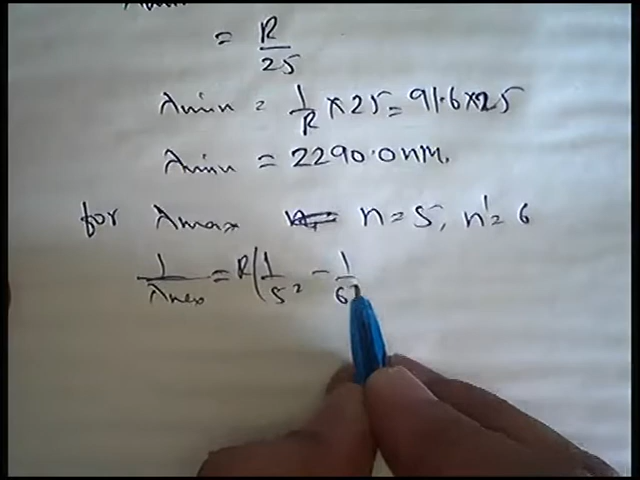 = R/25
λmin = 1/R × 25 = 91.6 × 25
λmin = 2290.0 nm.
for λmax n = 5, n' = 6
1/λmax = R(1/5² - 1/6²